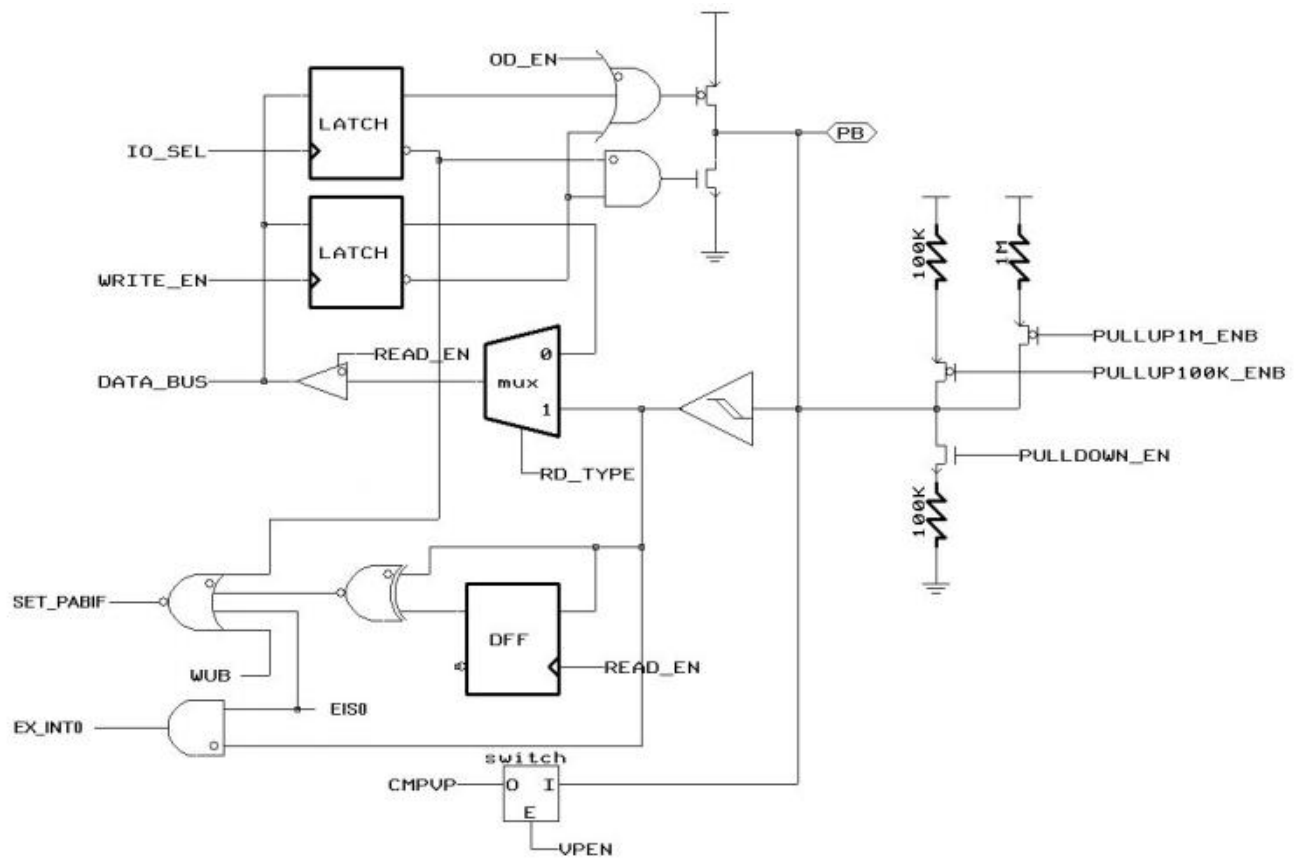 OD_EN
LATCH
PB
IO_SEL
LATCH
WRITE_EN
100K
1M
0
READ_EN
PULLUP1M_ENB
DATA_BUS
mux
PULLUP100K_ENB
1
RD_TYPE
PULLDOWN_EN
100K
SET_PABIF
DFF
WUB
READ_EN
EIS0
EX_INT0
switch
CMPVP
O I
E
VPEN